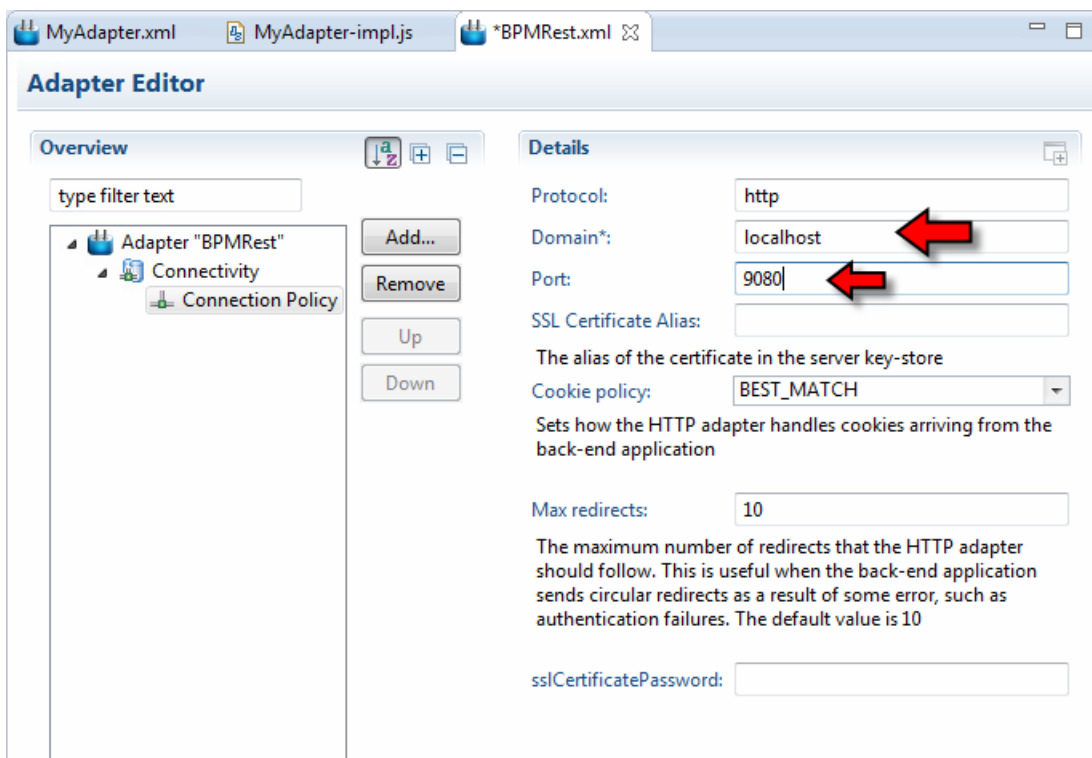 MyAdapter.xml
MyAdapter-impl.js
*BPMRest.xml
Adapter Editor
Overview
type filter text
Adapter "BPMRest"
Connectivity
Connection Policy
Add...
Remove
Up
Down
Details
Protocol: http
Domain*: localhost
Port: 9080
SSL Certificate Alias:
The alias of the certificate in the server key-store
Cookie policy: BEST_MATCH
Sets how the HTTP adapter handles cookies arriving from the
back-end application
Max redirects: 10
The maximum number of redirects that the HTTP adapter
should follow. This is useful when the back-end application
sends circular redirects as a result of some error, such as
authentication failures. The default value is 10
sslCertificatePassword: